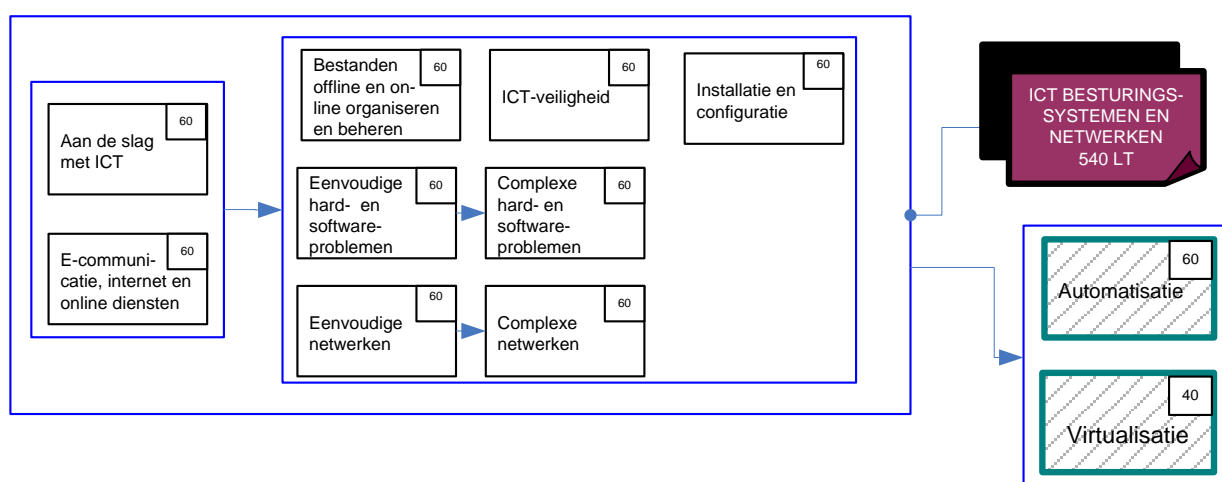 Aan de slag
met ICT
60
E-communi-
catie, internet en
online diensten
60
Bestanden
offline en on-
line organiseren
en beheren
60
ICT-veiligheid
60
Installatie en
configuratie
60
Eenvoudige
hard- en
software-
problemen
60
Complexe
hard- en
software-
problemen
60
Eenvoudige
netwerken
60
Complexe
netwerken
60
ICT BESTURINGS-
SYSTEMEN EN
NETWERKEN
540 LT
60
Automatisatie
40
Virtualisatie